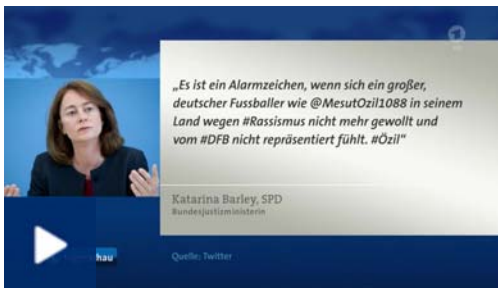 „Es ist ein Alarmzeichen, wenn sich ein großer,
deutscher Fussballer wie @MesutOzil1088 in seinem
Land wegen #Rassismus nicht mehr gewollt und
vom #DFB nicht repräsentiert fühlt. #Özil“
Katarina Barley, SPD
Bundesjustizministerin
hau
Quelle: Twitter